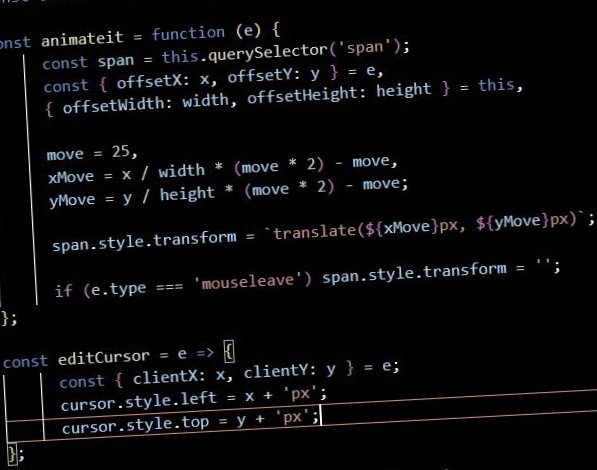 const animateit = function (e) {
const span = this.querySelector('span');
const { offsetX: x, offsetY: y } = e,
{ offsetWidth: width, offsetHeight: height } = this,
move = 25,
xMove = x / width * (move * 2) - move,
yMove = y / height * (move * 2) - move;
span.style.transform = `translate(${xMove}px, ${yMove}px)`;
if (e.type === 'mouseleave') span.style.transform = '';
};
const editCursor = e => {
const { clientX: x, clientY: y } = e;
cursor.style.left = x + 'px';
cursor.style.top = y + 'px';
};